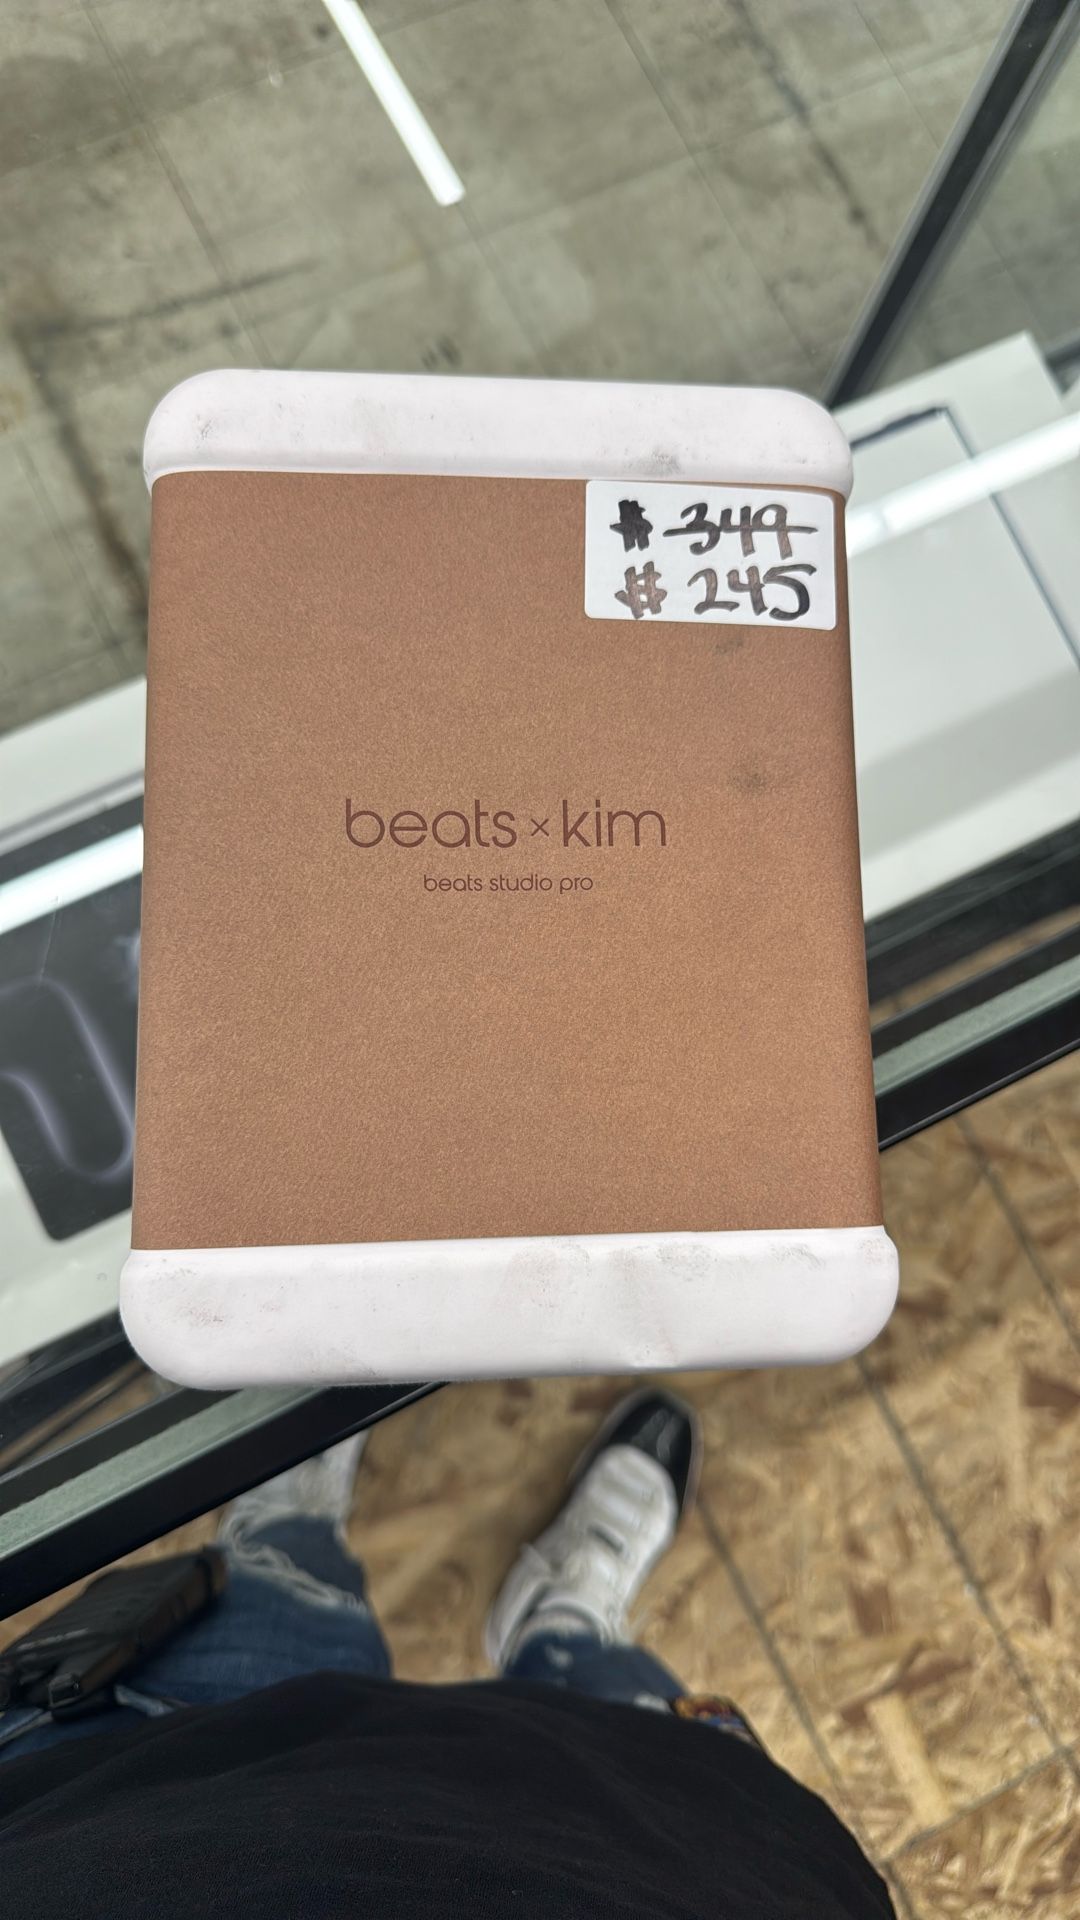 # 349
# 245
beats × kim
beats studio pro